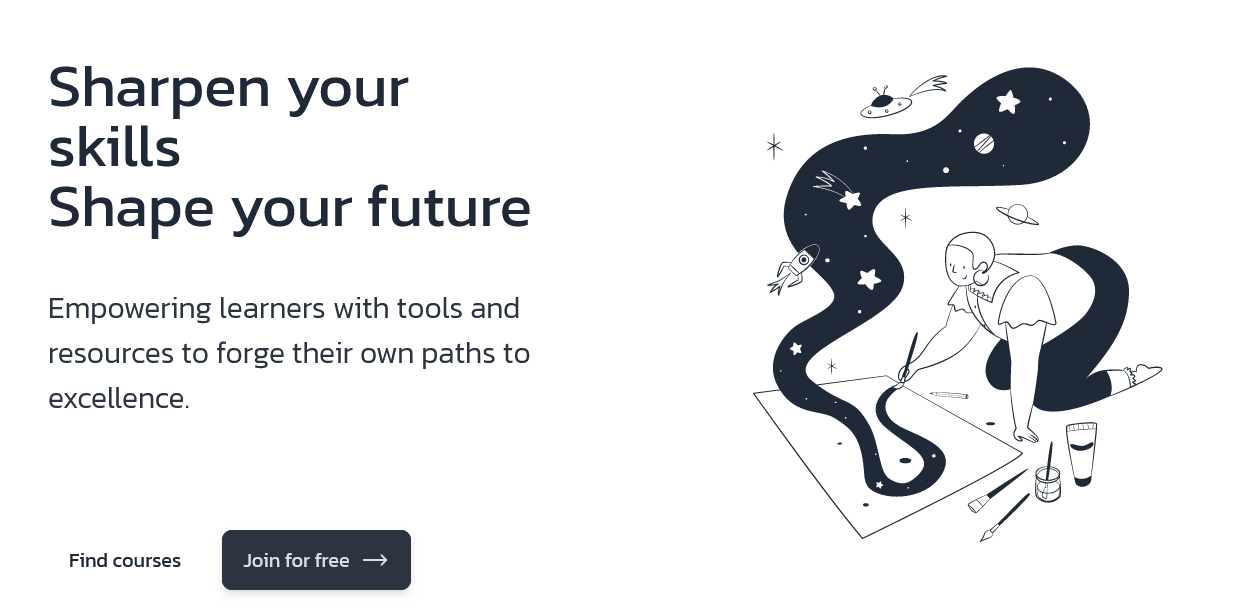 Sharpen your
skills
Shape your future
Empowering learners with tools and
resources to forge their own paths to
excellence.
Find courses
Join for free